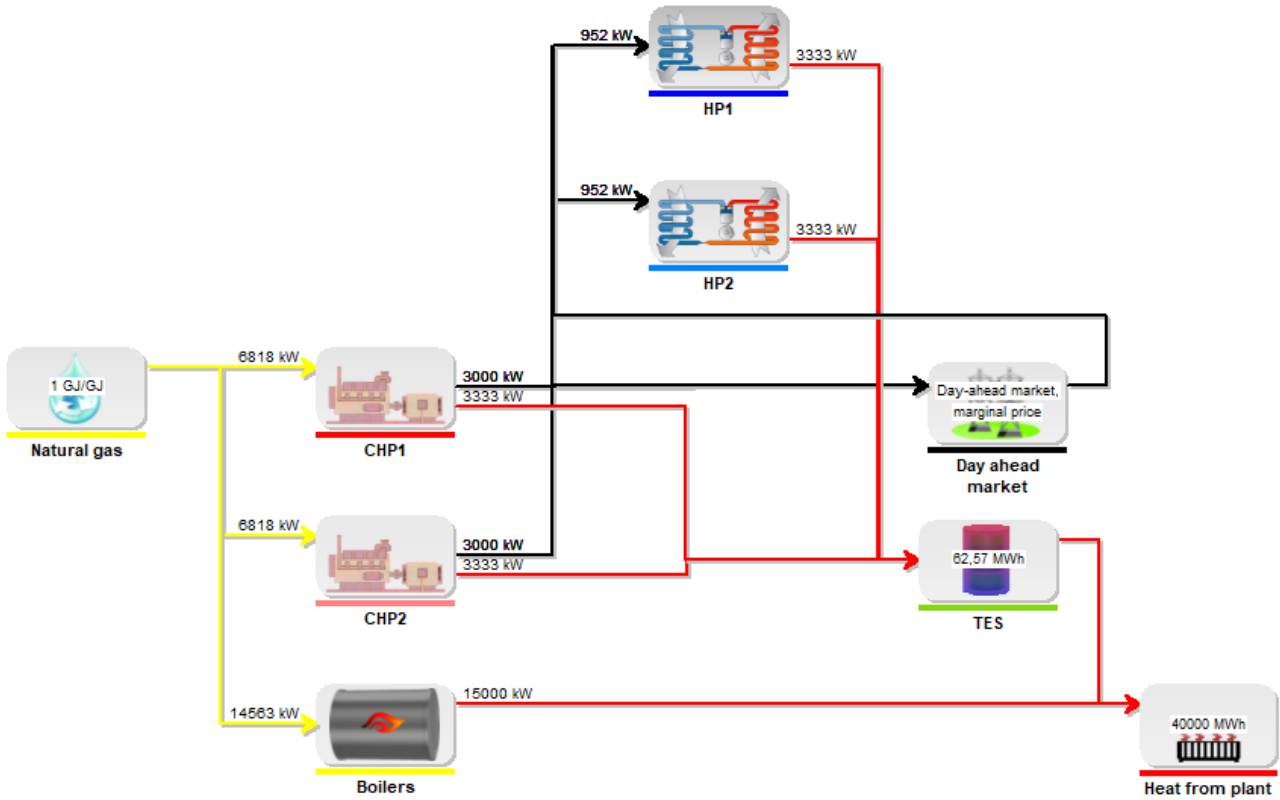 952 kW
3333 kW
HP1
952 kW
3333 kW
HP2
1 GJ/GJ
Natural gas
6818 kW
3000 kW
3333 kW
CHP1
Day-ahead market,
marginal price
Day ahead
market
6818 kW
3000 kW
3333 kW
CHP2
62,57 MWh
TES
14563 kW
15000 kW
Boilers
40000 MWh
Heat from plant